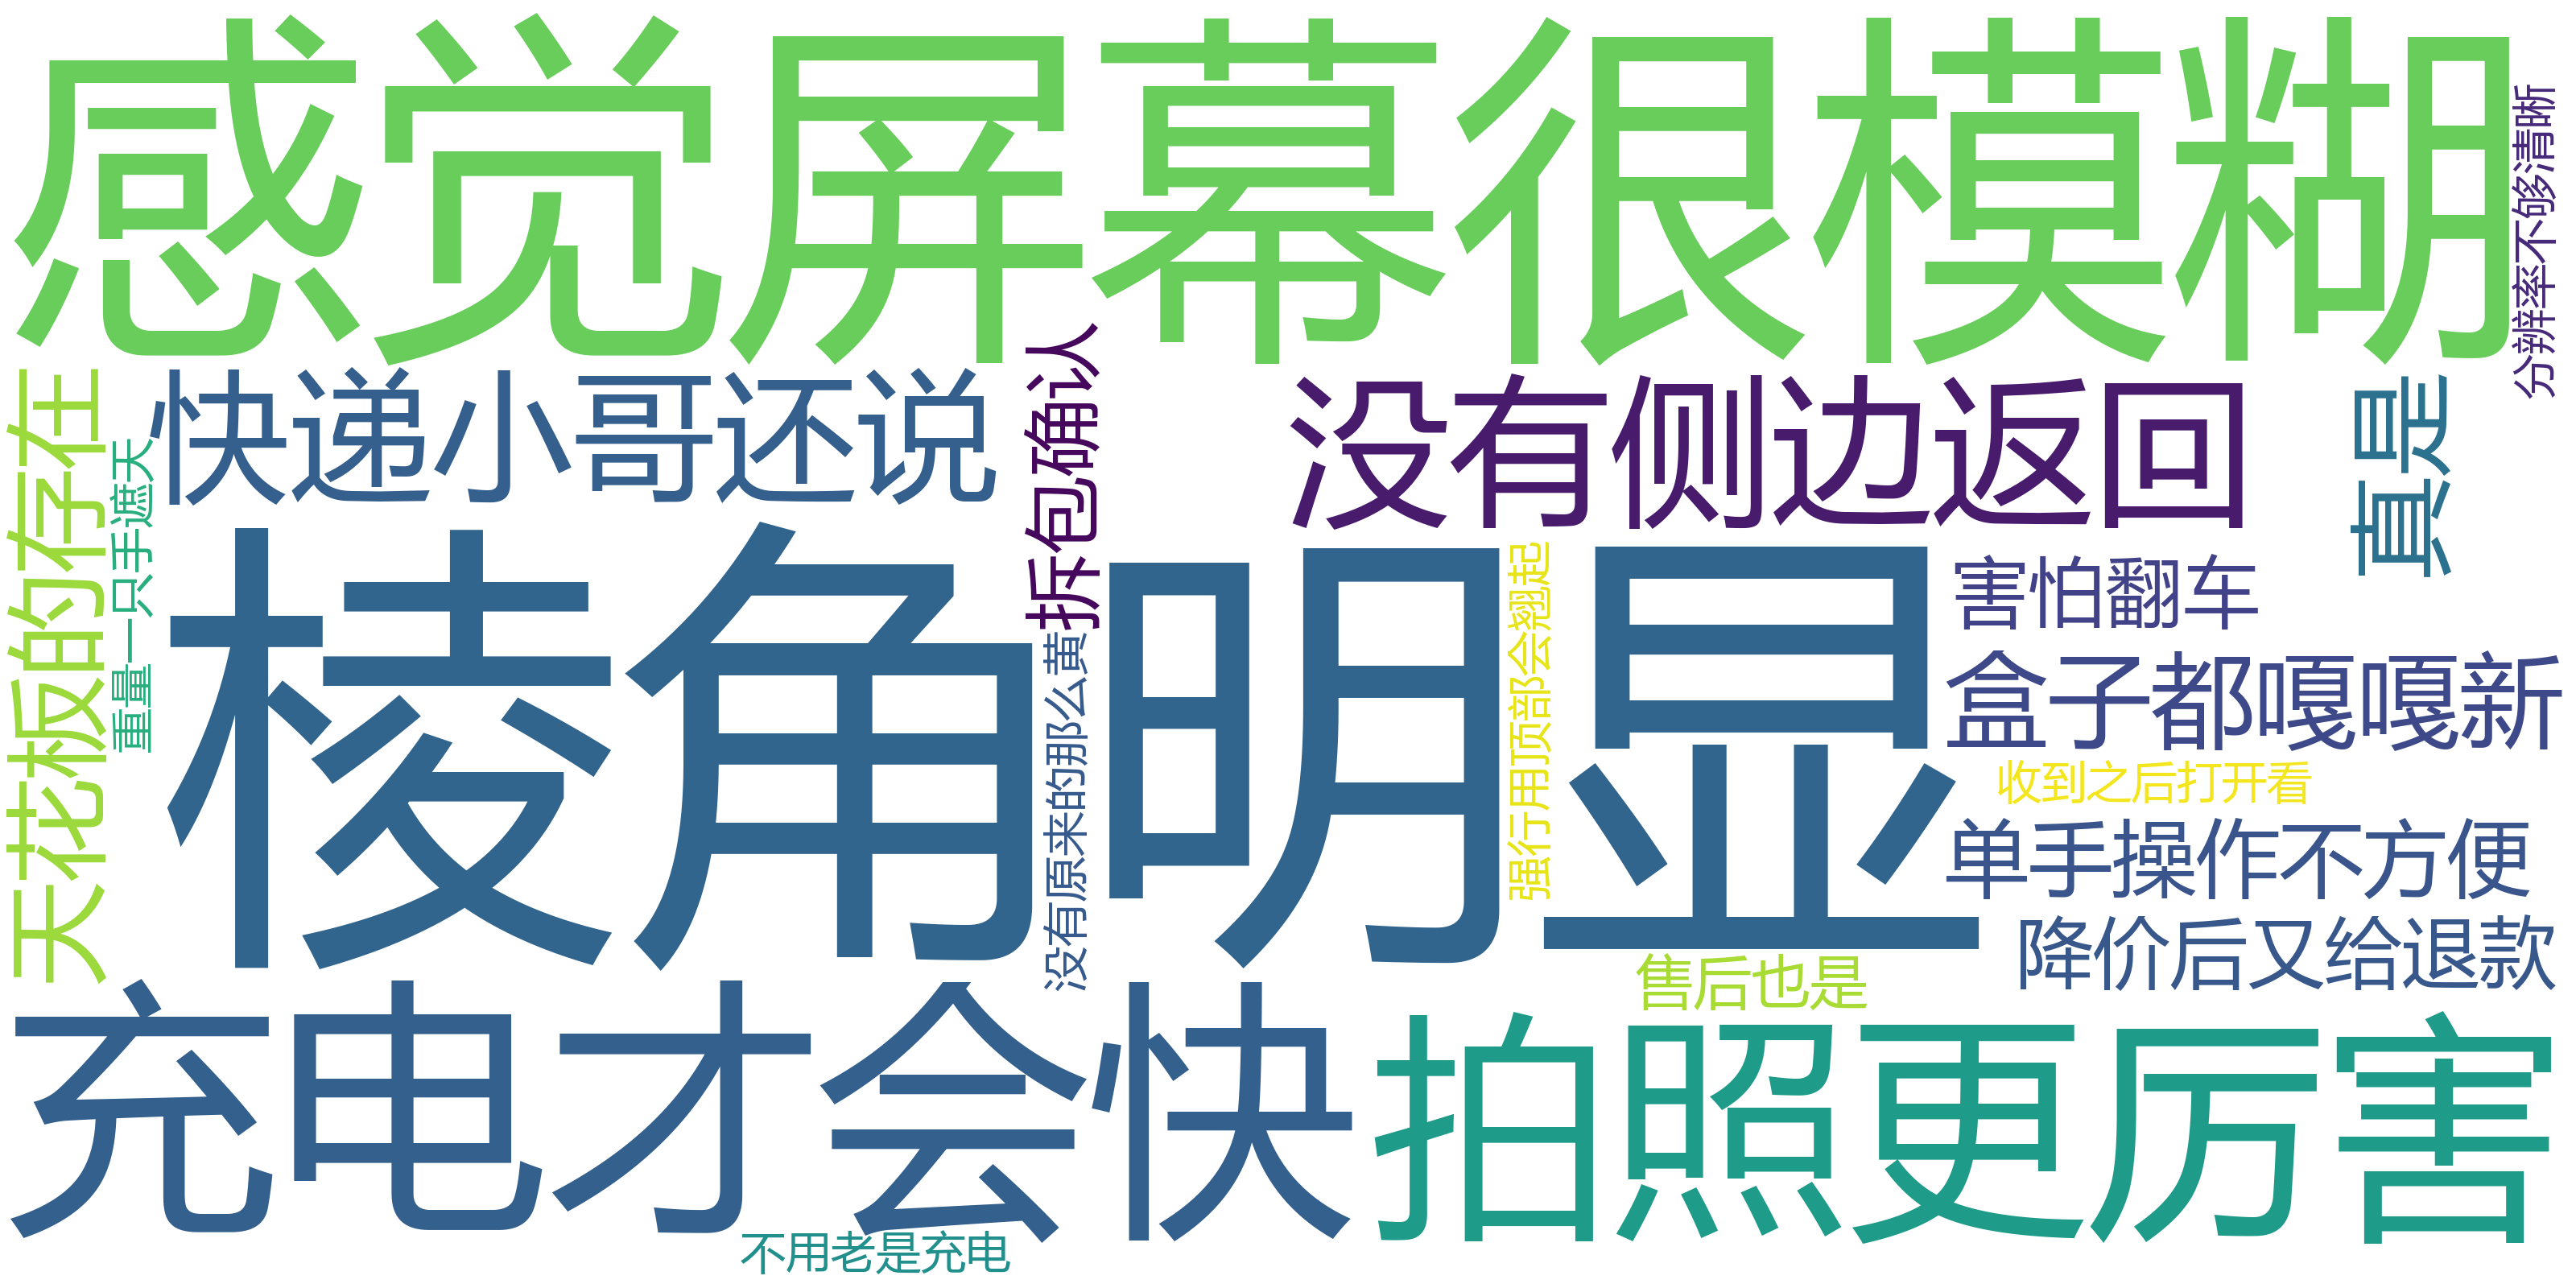 感觉屏幕很模糊
分辨率不够清晰
天花板的存在
重量一只手遮天
快递小哥还说
拆包确认
没有侧边返回
真是
棱角明显
没有原来的那么黄
强行用顶部会翘起
害怕翻车
盒子都嘎嘎新
收到之后打开看
单手操作不方便
降价后又给退款
售后也是
充电才会快
拍照更厉害
不用老是充电